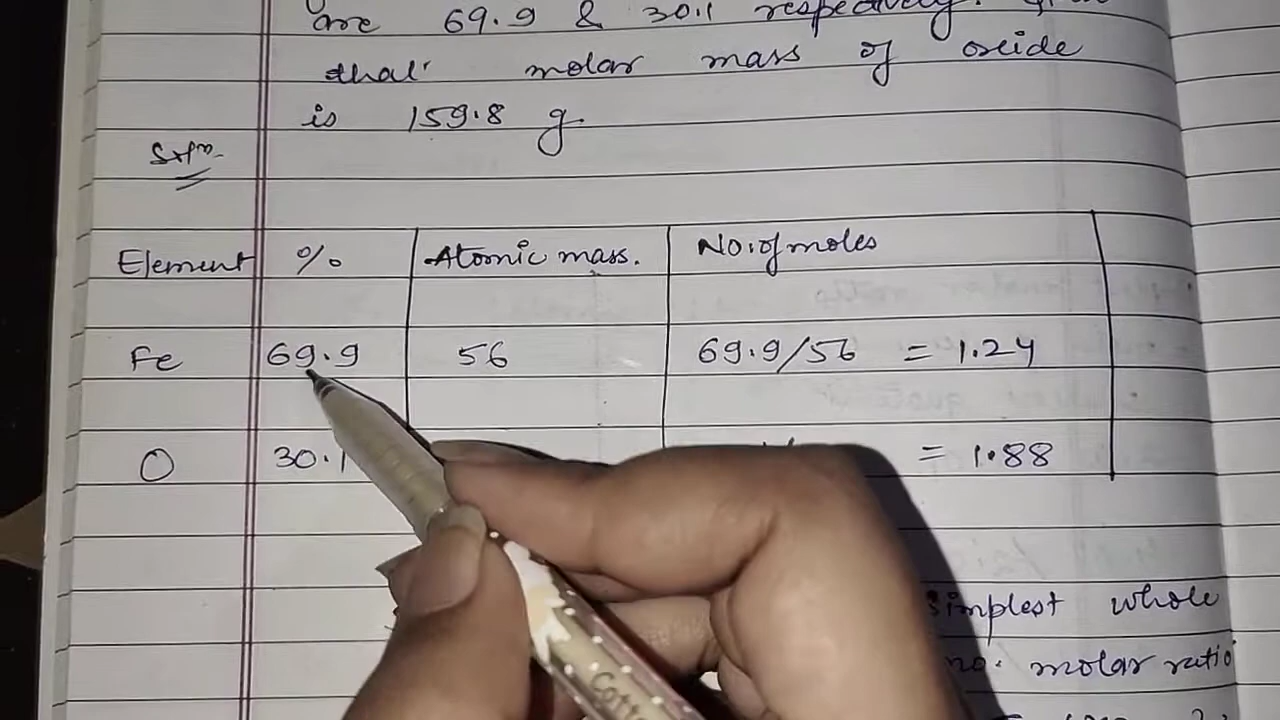 are 69.9 & 30.1 respectively.
that molar mass of oxide
is 159.8 g.
Sol^n.
Element % Atomic mass. No. of moles
Fe 69.9 56 69.9/56 = 1.24
O 30.1 = 1.88
simplest whole
no. molar ratio